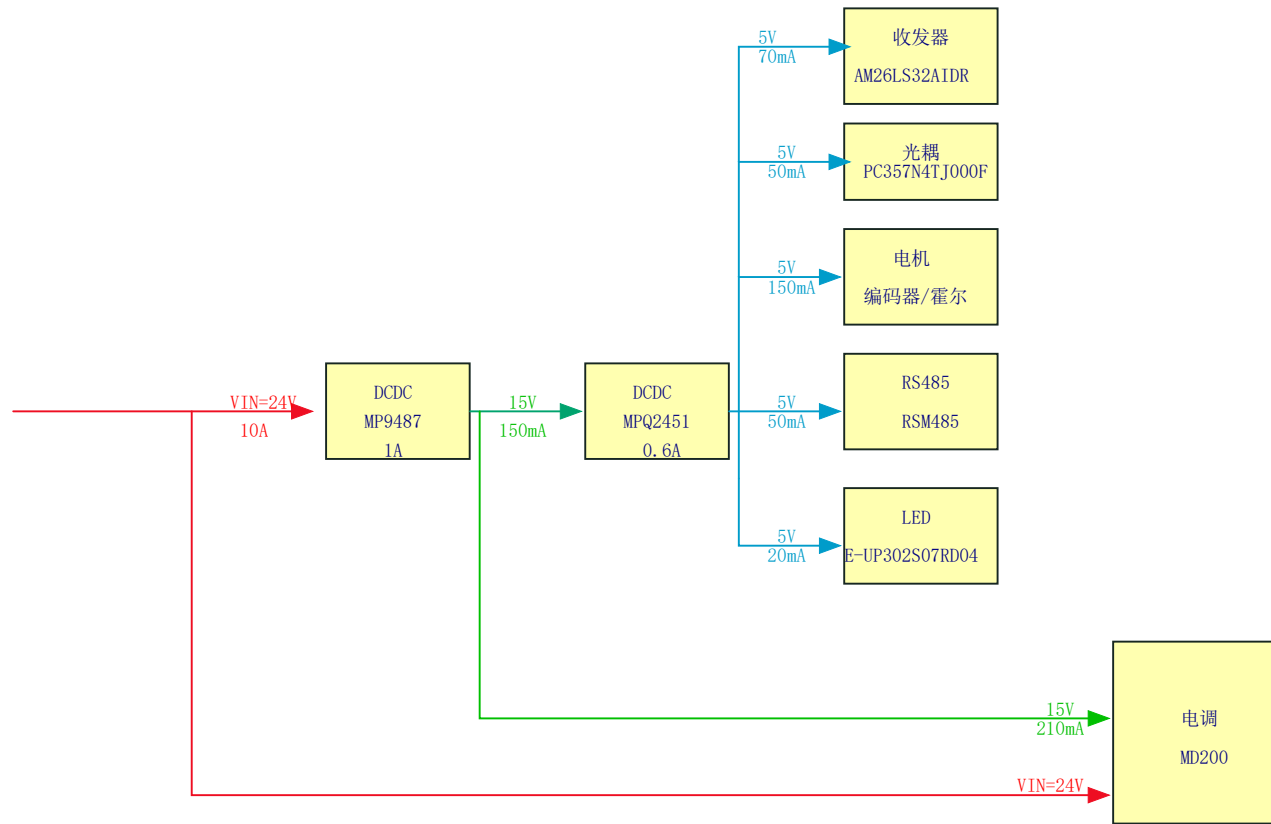 5V
70mA
收发器
AM26LS32AIDR
5V
50mA
光耦
PC357N4TJ000F
5V
150mA
电机
编码器/霍尔
VIN=24V
10A
DCDC
MP9487
1A
15V
150mA
DCDC
MPQ2451
0.6A
5V
50mA
RS485
RSM485
5V
20mA
LED
E-UP302S07RD04
15V
210mA
VIN=24V
电调
MD200